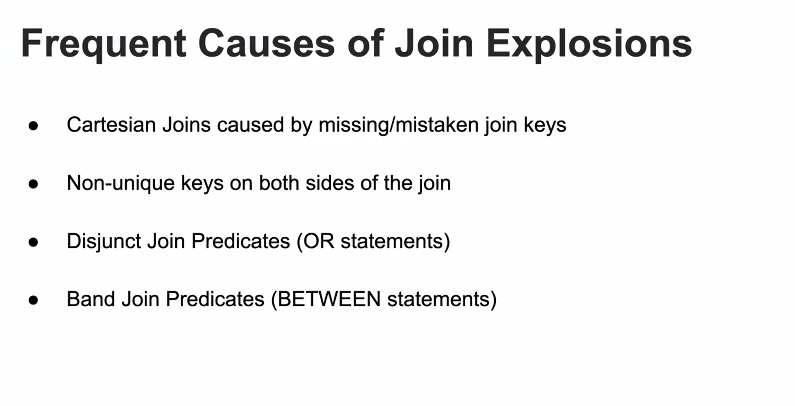 Frequent Causes of Join Explosions
● Cartesian Joins caused by missing/mistaken join keys
● Non-unique keys on both sides of the join
● Disjunct Join Predicates (OR statements)
● Band Join Predicates (BETWEEN statements)